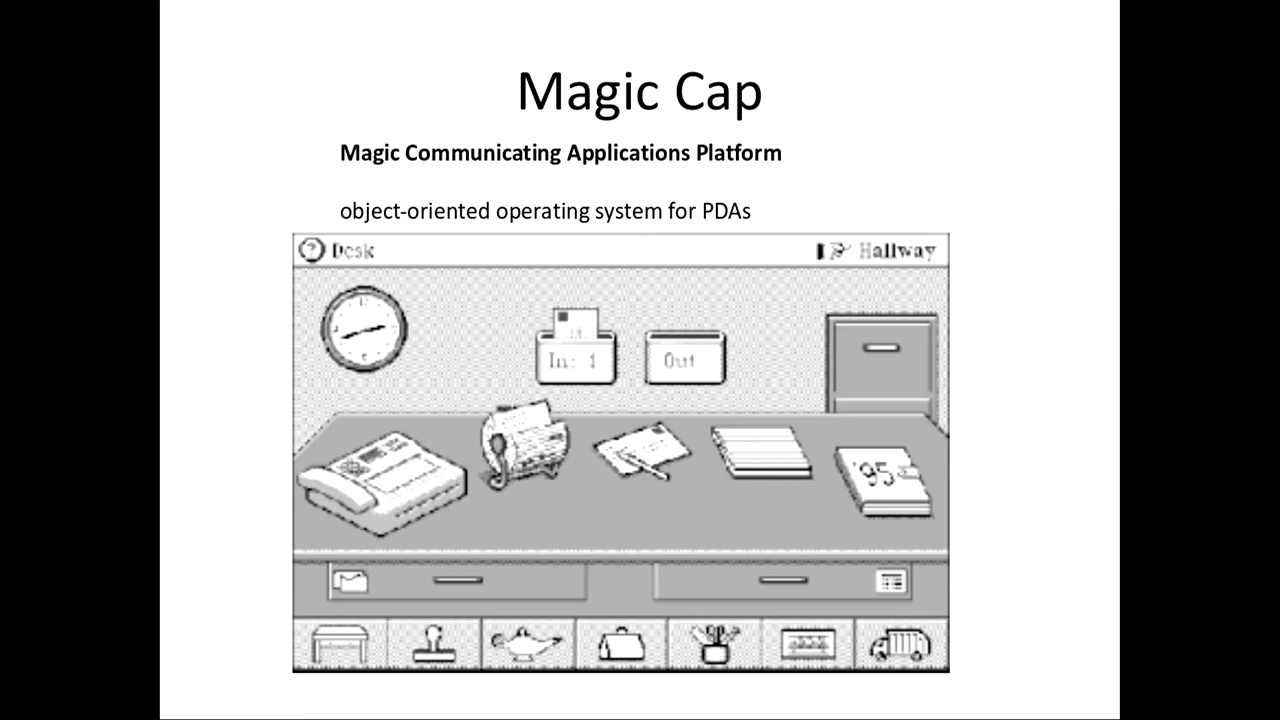 Magic Cap
Magic Communicating Applications Platform
object-oriented operating system for PDAs
? Desk
Hallway
In: 1
Out
'95